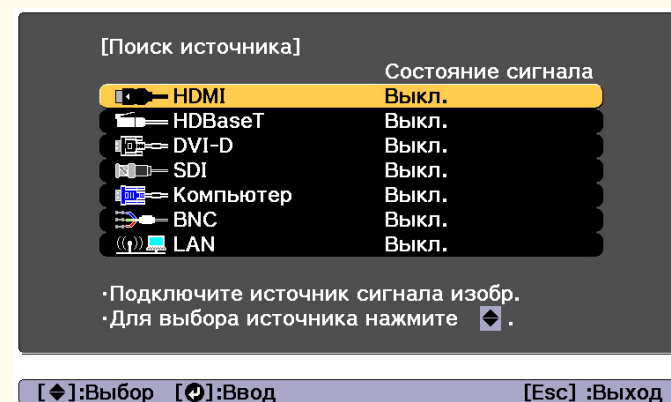 [Поиск источника]
Состояние сигнала
HDMI Выкл.
HDBaseT Выкл.
DVI-D Выкл.
SDI Выкл.
Компьютер Выкл.
BNC Выкл.
LAN Выкл.
·Подключите источник сигнала изобр.
·Для выбора источника нажмите .
[◆]:Выбор [↵]:Ввод [Esc] :Выход